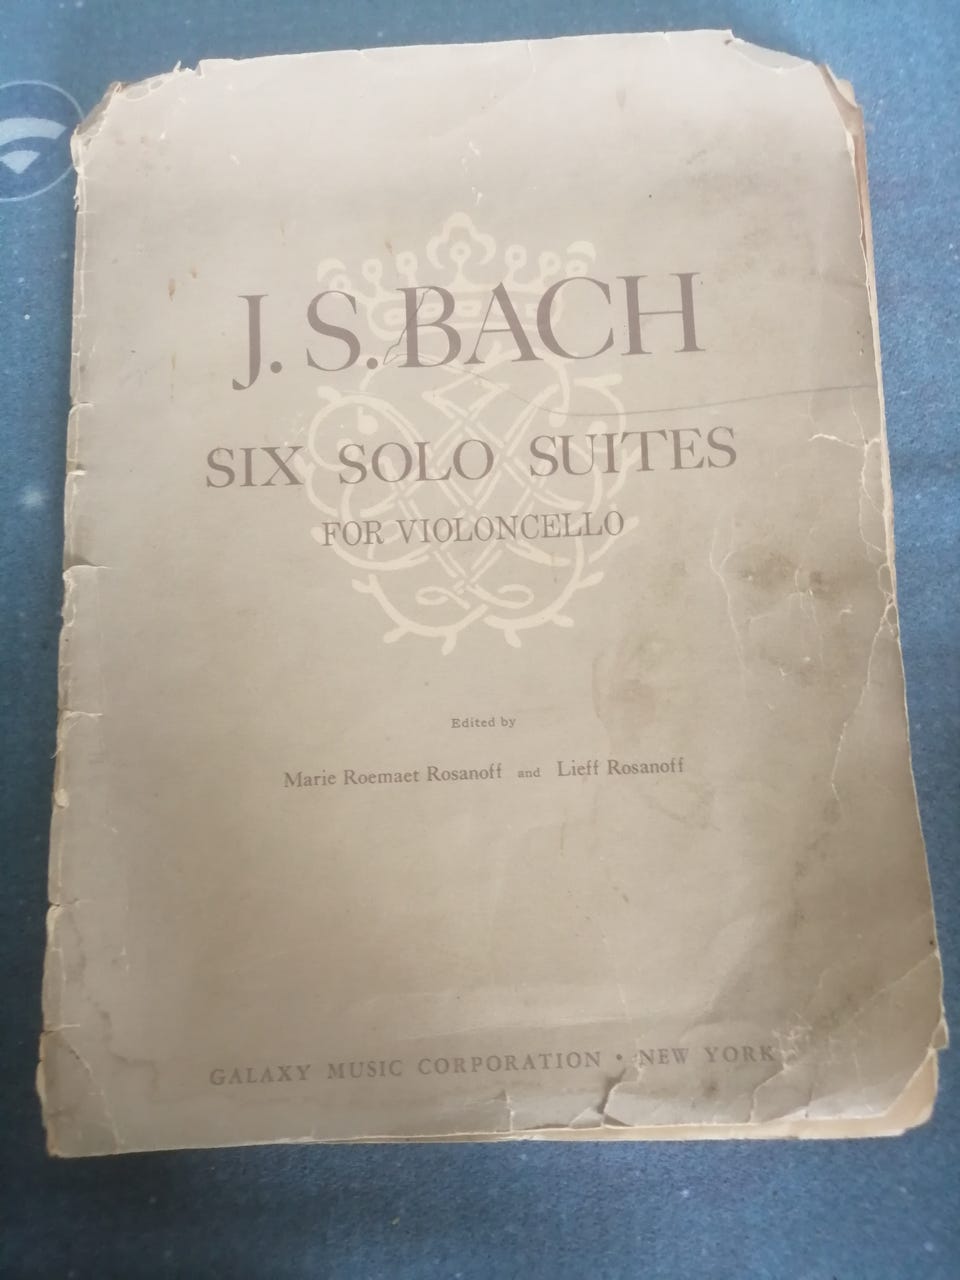 J. S. BACH
SIX SOLO SUITES
FOR VIOLONCELLO
Edited by
Marie Roemaet Rosanoff and Lieff Rosanoff
GALAXY MUSIC CORPORATION • NEW YORK